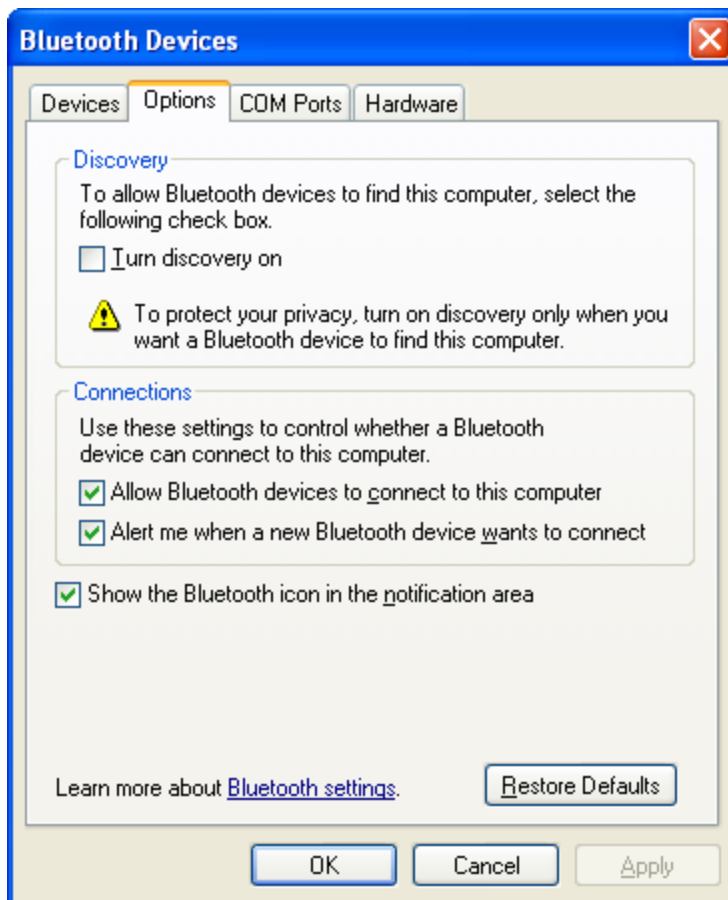 Bluetooth Devices
Devices Options COM Ports Hardware
Discovery
To allow Bluetooth devices to find this computer, select the
following check box.
Turn discovery on
To protect your privacy, turn on discovery only when you
want a Bluetooth device to find this computer.
Connections
Use these settings to control whether a Bluetooth
device can connect to this computer.
Allow Bluetooth devices to connect to this computer
Alert me when a new Bluetooth device wants to connect
Show the Bluetooth icon in the notification area
Learn more about Bluetooth settings. Restore Defaults
OK Cancel Apply